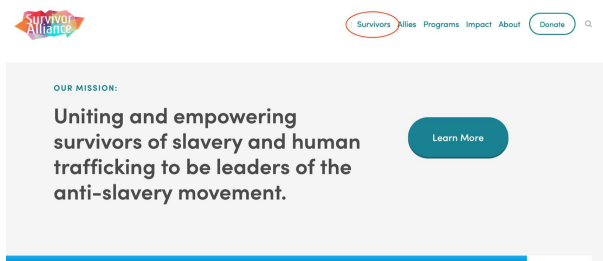 Survivor
Alliance
Survivors Allies Programs Impact About Donate
OUR MISSION:
Uniting and empowering
survivors of slavery and human
trafficking to be leaders of the
anti-slavery movement.
Learn More